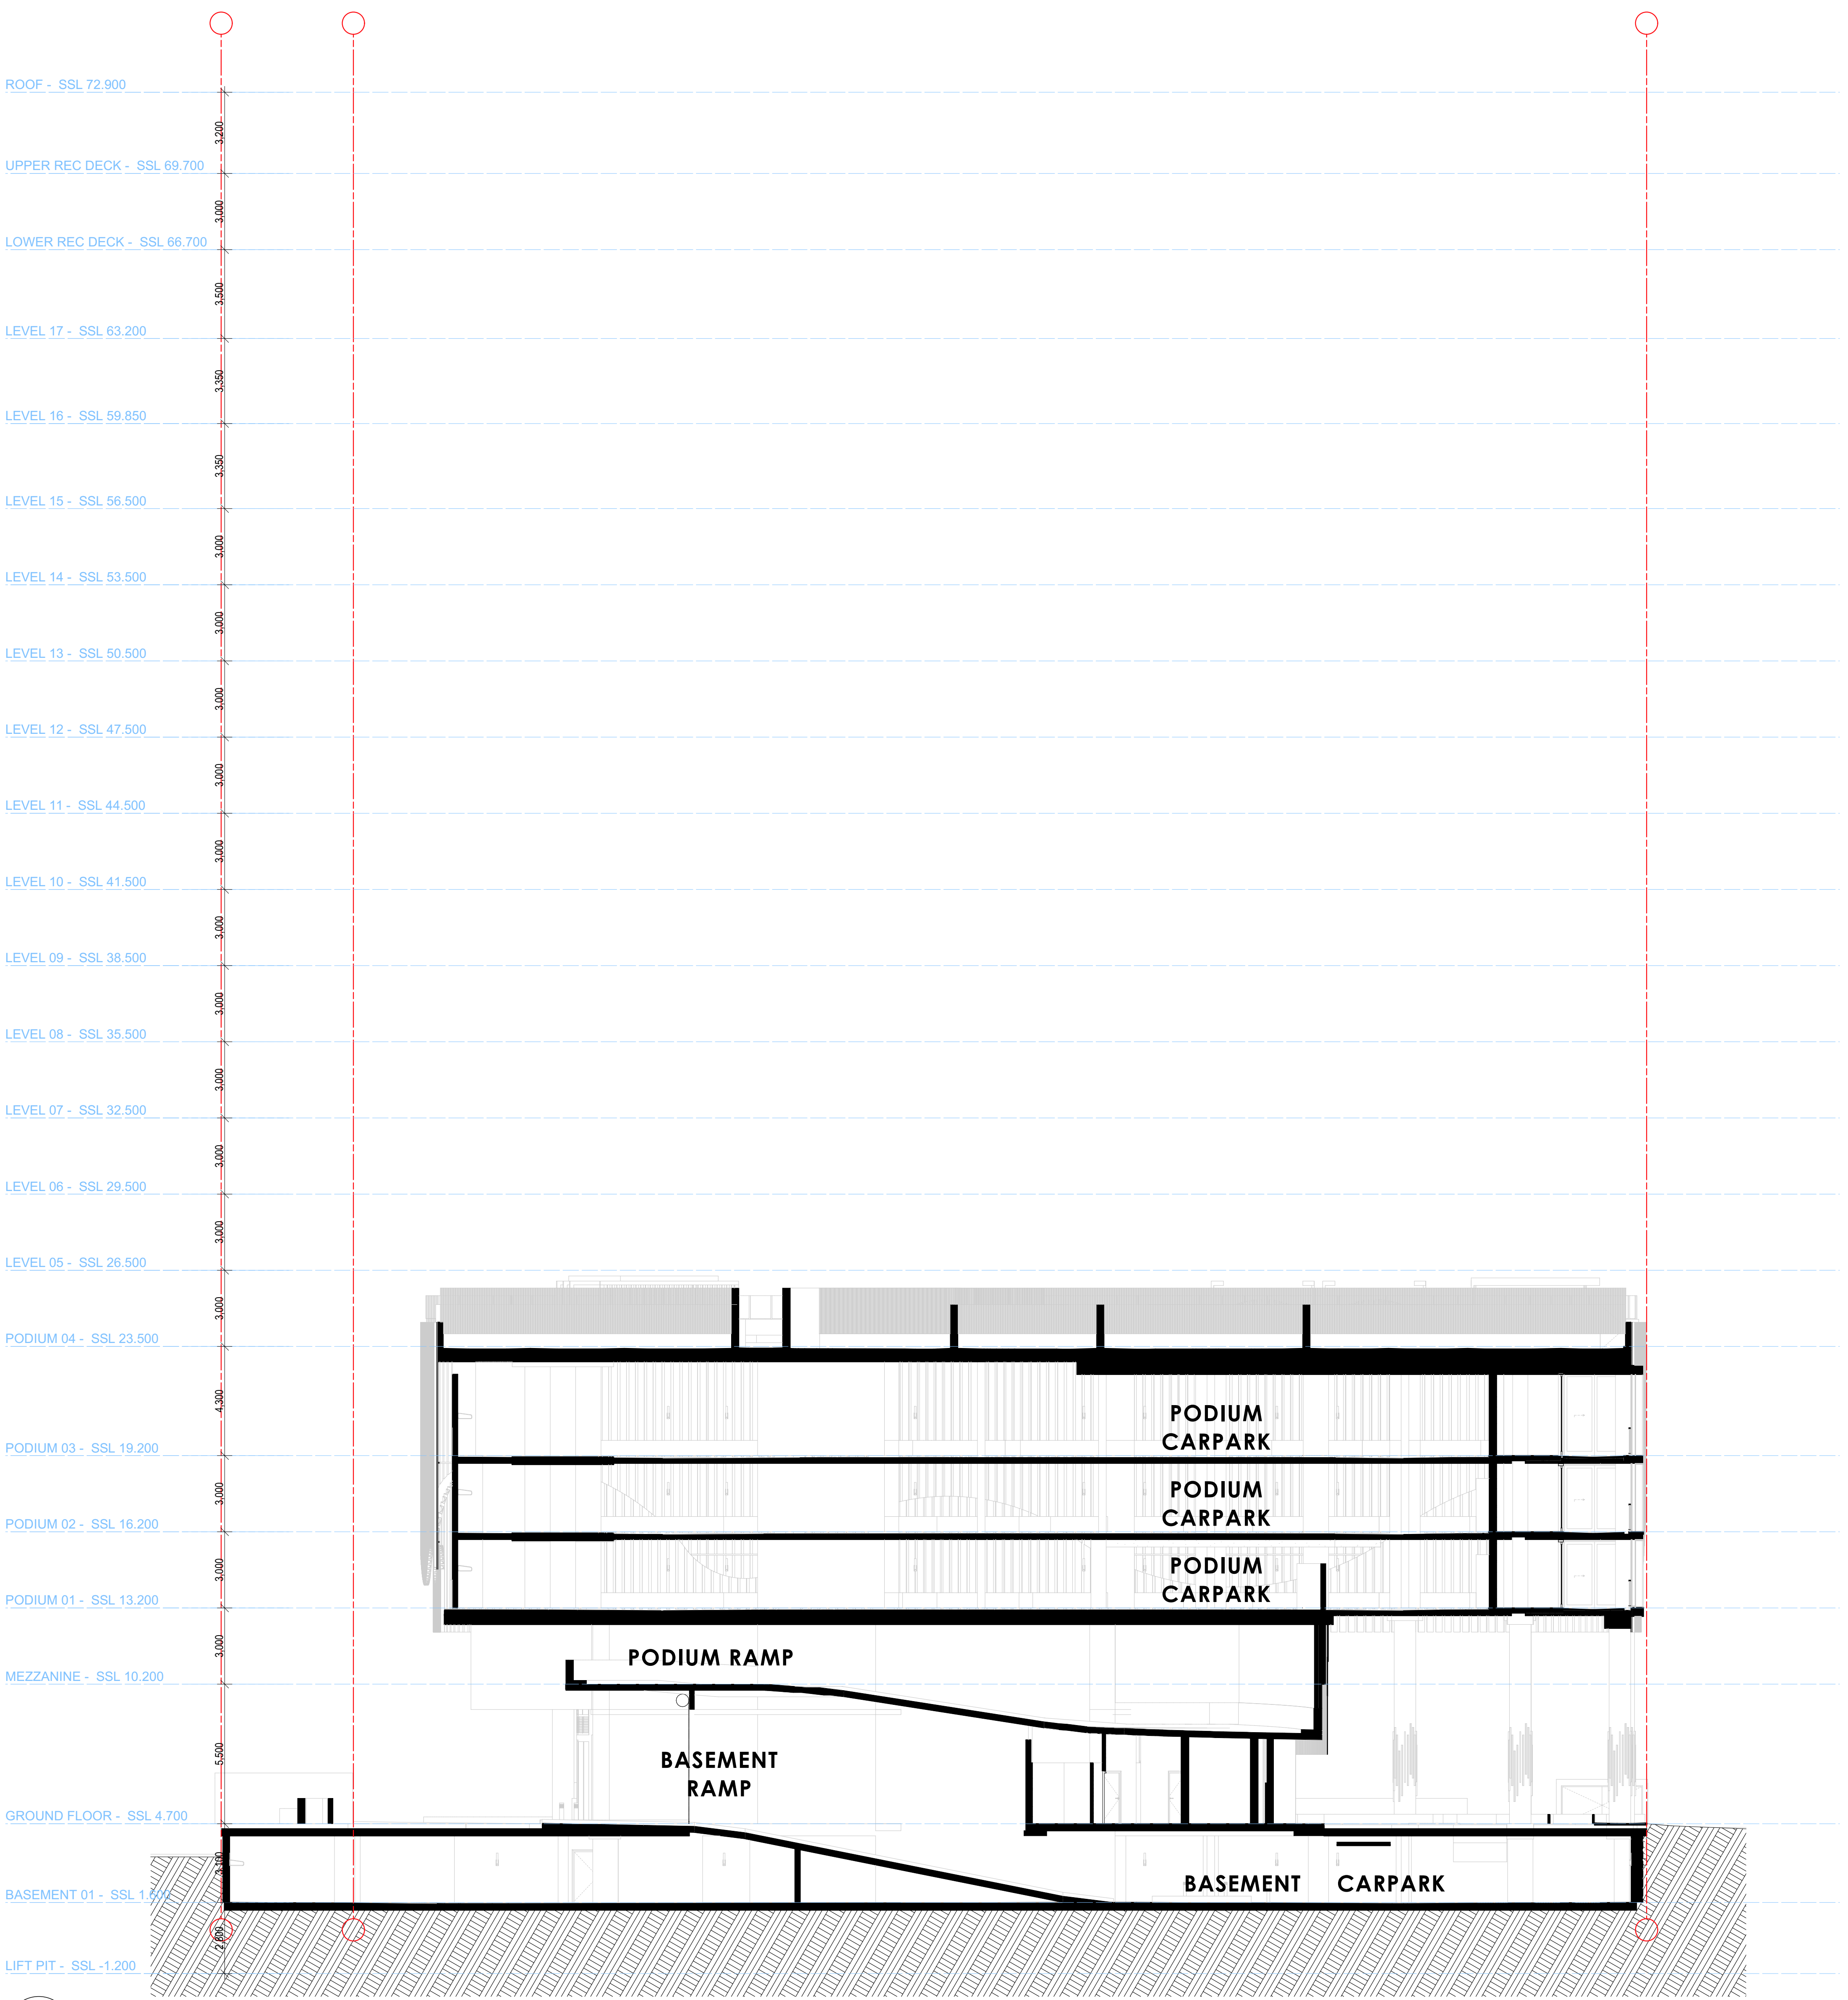 ROOF - SSL 72.900
3,200
UPPER REC DECK - SSL 69.700
3,000
LOWER REC DECK - SSL 66.700
3,500
LEVEL 17 - SSL 63.200
3,350
LEVEL 16 - SSL 59.850
3,350
LEVEL 15 - SSL 56.500
3,000
LEVEL 14 - SSL 53.500
3,000
LEVEL 13 - SSL 50.500
3,000
LEVEL 12 - SSL 47.500
3,000
LEVEL 11 - SSL 44.500
3,000
LEVEL 10 - SSL 41.500
3,000
LEVEL 09 - SSL 38.500
3,000
LEVEL 08 - SSL 35.500
3,000
LEVEL 07 - SSL 32.500
3,000
LEVEL 06 - SSL 29.500
3,000
LEVEL 05 - SSL 26.500
3,000
PODIUM 04 - SSL 23.500
4,300
PODIUM
CARPARK
PODIUM 03 - SSL 19.200
3,000
PODIUM
CARPARK
PODIUM 02 - SSL 16.200
3,000
PODIUM
CARPARK
PODIUM 01 - SSL 13.200
3,000
PODIUM RAMP
MEZZANINE - SSL 10.200
5,500
BASEMENT
RAMP
GROUND FLOOR - SSL 4.700
3,100
BASEMENT CARPARK
BASEMENT 01 - SSL 1.600
2,800
LIFT PIT - SSL -1.200